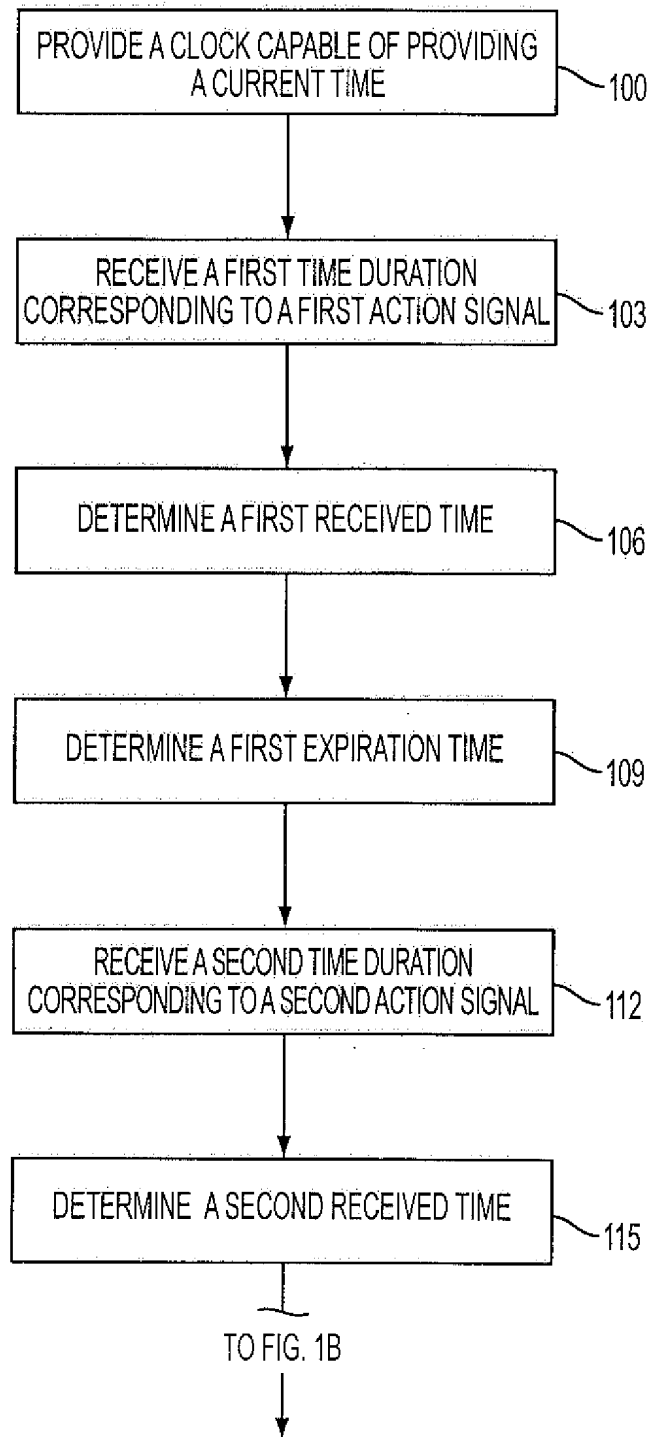 PROVIDE A CLOCK CAPABLE OF PROVIDING
A CURRENT TIME
100
RECEIVE A FIRST TIME DURATION
CORRESPONDING TO A FIRST ACTION SIGNAL
103
DETERMINE A FIRST RECEIVED TIME
106
DETERMINE A FIRST EXPIRATION TIME
109
RECEIVE A SECOND TIME DURATION
CORRESPONDING TO A SECOND ACTION SIGNAL
112
DETERMINE A SECOND RECEIVED TIME
115
TO FIG. 1B